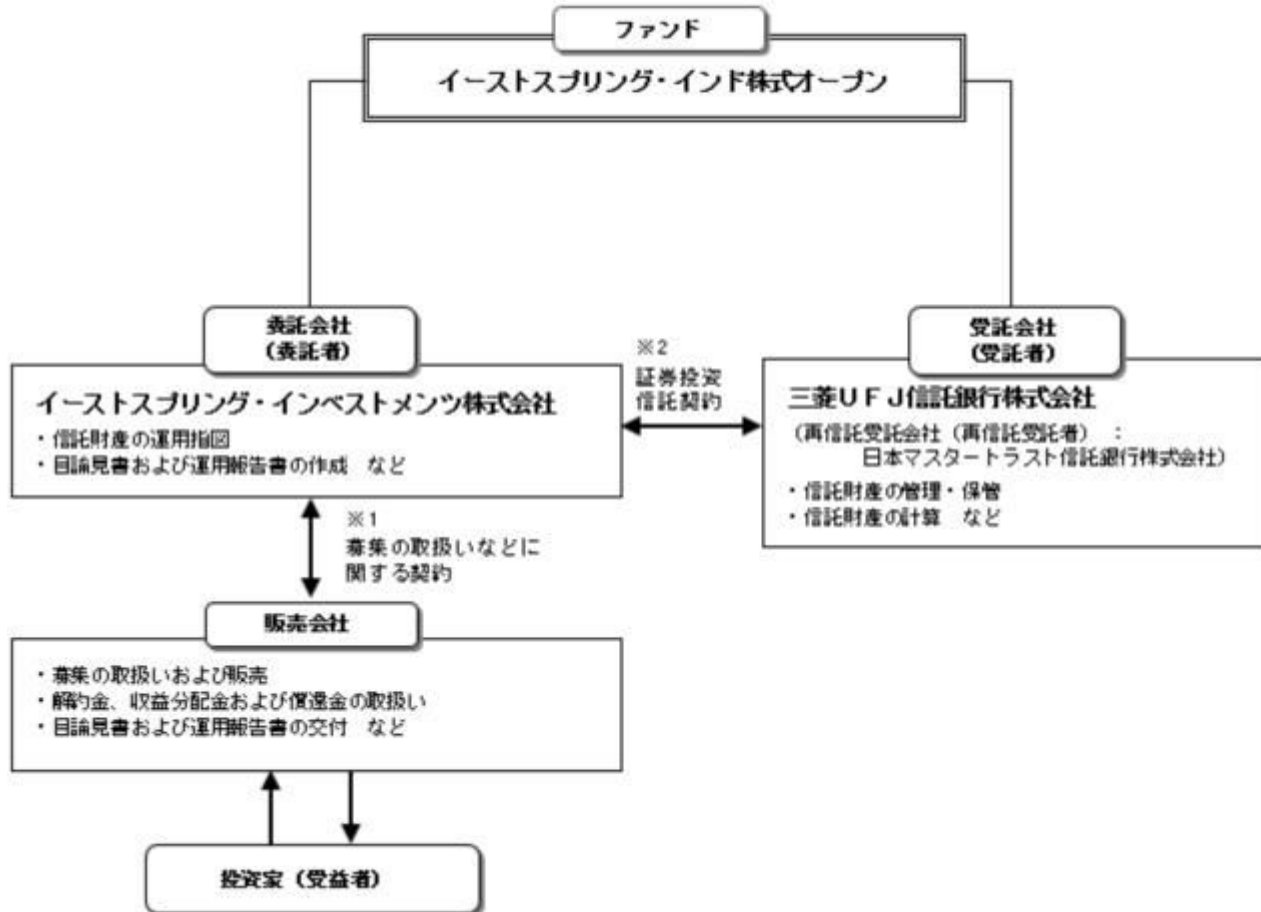 ファンド
イーストスプリング・インド株式オープン
委託会社
(委託者)
イーストスプリング・インベストメンツ株式会社
・信託財産の運用指図
・目論見書および運用報告書の作成 など
※2
証券投資
信託契約
受託会社
(受託者)
三菱UFJ信託銀行株式会社
(再信託受託会社(再信託受託者) :
日本マスタートラスト信託銀行株式会社)
・信託財産の管理・保管
・信託財産の計算 など
※1
募集の取扱いなどに
関する契約
販売会社
・募集の取扱いおよび販売
・解約金、収益分配金および償還金の取扱い
・目論見書および運用報告書の交付 など
投資家(受益者)